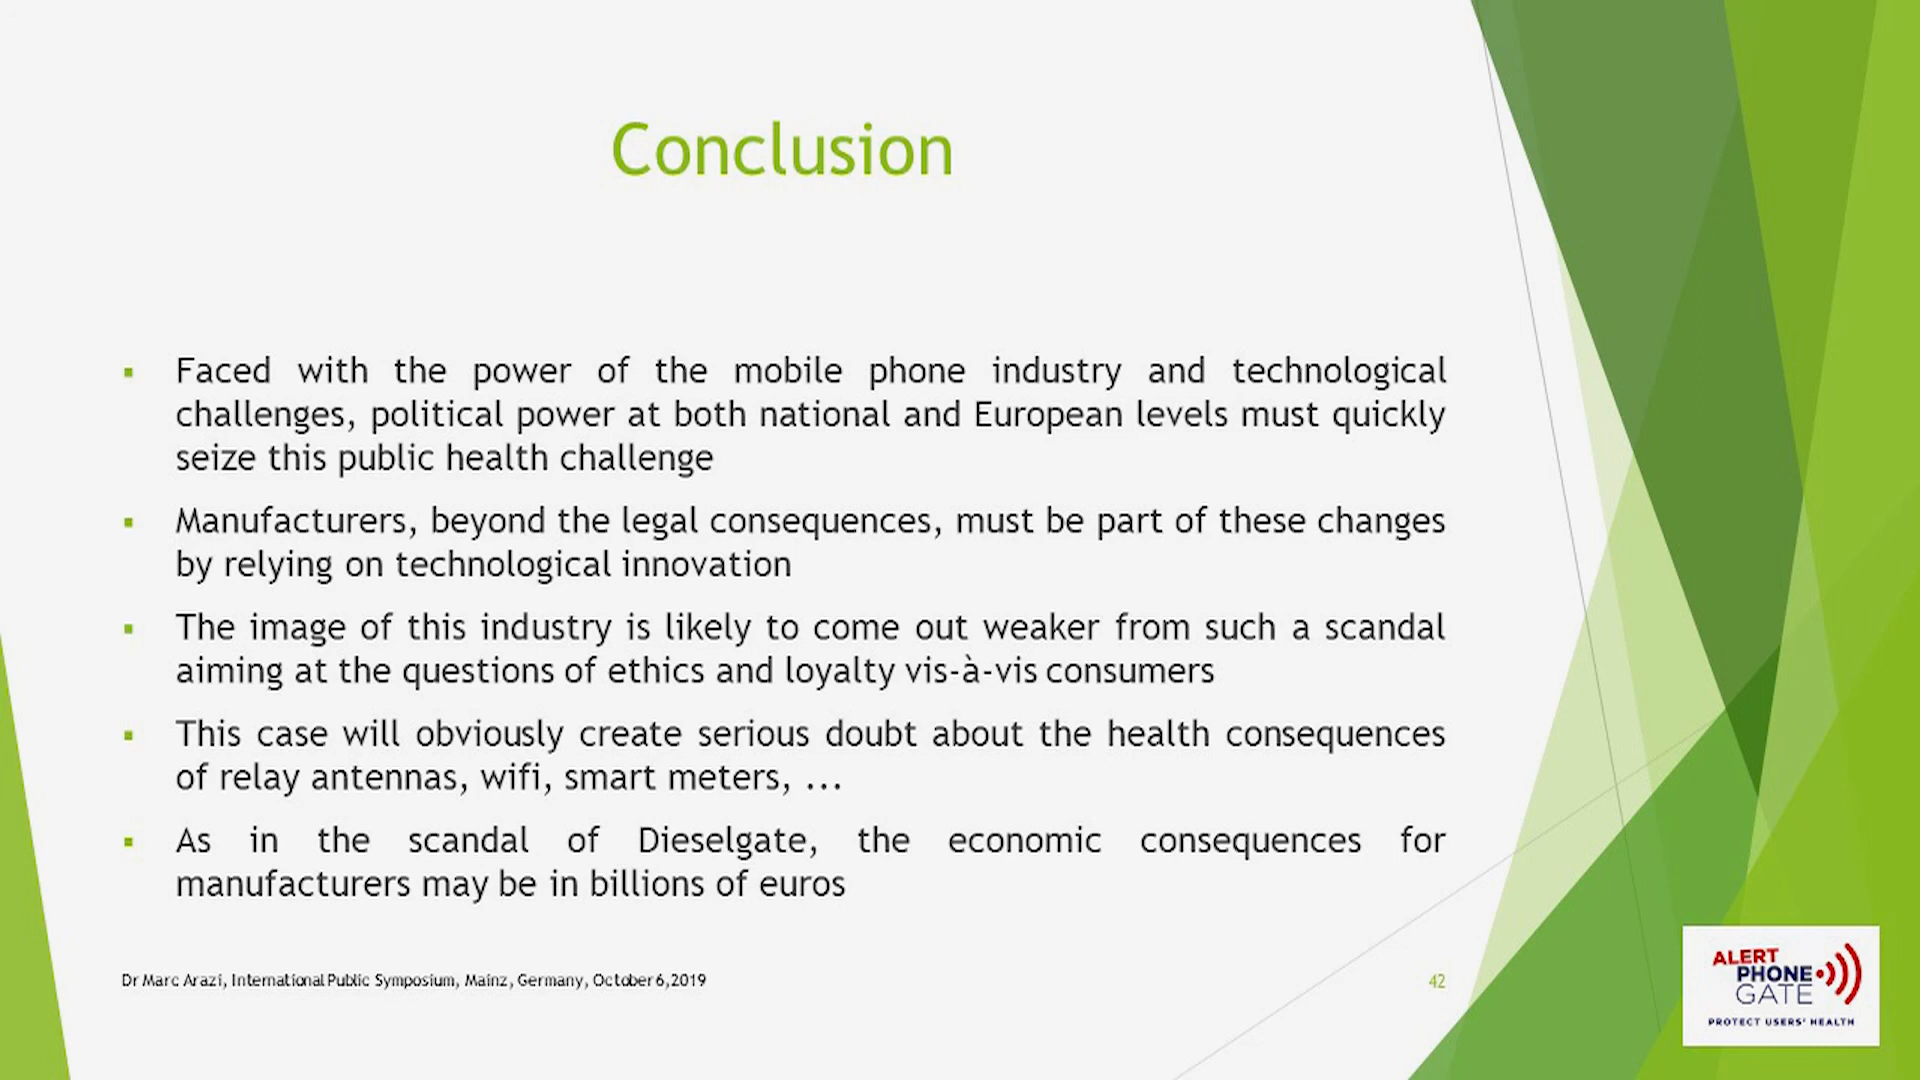 Conclusion
▪ Faced with the power of the mobile phone industry and technological
challenges, political power at both national and European levels must quickly
seize this public health challenge
▪ Manufacturers, beyond the legal consequences, must be part of these changes
by relying on technological innovation
▪ The image of this industry is likely to come out weaker from such a scandal
aiming at the questions of ethics and loyalty vis-à-vis consumers
▪ This case will obviously create serious doubt about the health consequences
of relay antennas, wifi, smart meters, ...
▪ As in the scandal of Dieselgate, the economic consequences for
manufacturers may be in billions of euros
Dr Marc Arazi, International Public Symposium, Mainz, Germany, October 6,2019
42
ALERT
PHONE
GATE
PROTECT USERS' HEALTH